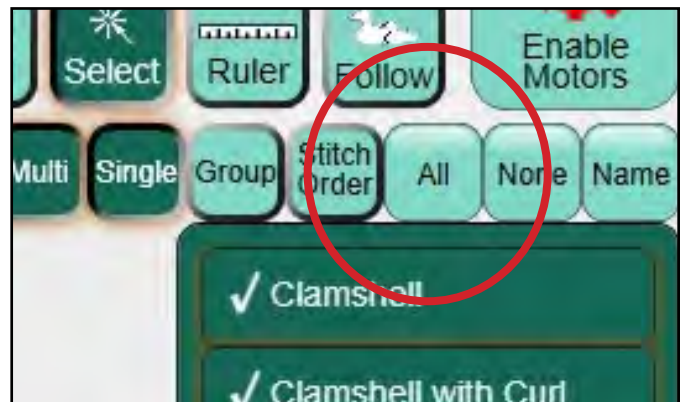 Select
Ruler
Follow
Enable
Motors
Multi
Single
Group
Stitch
Order
All
None
Name
✓ Clamshell
✓ Clamshell with Curl